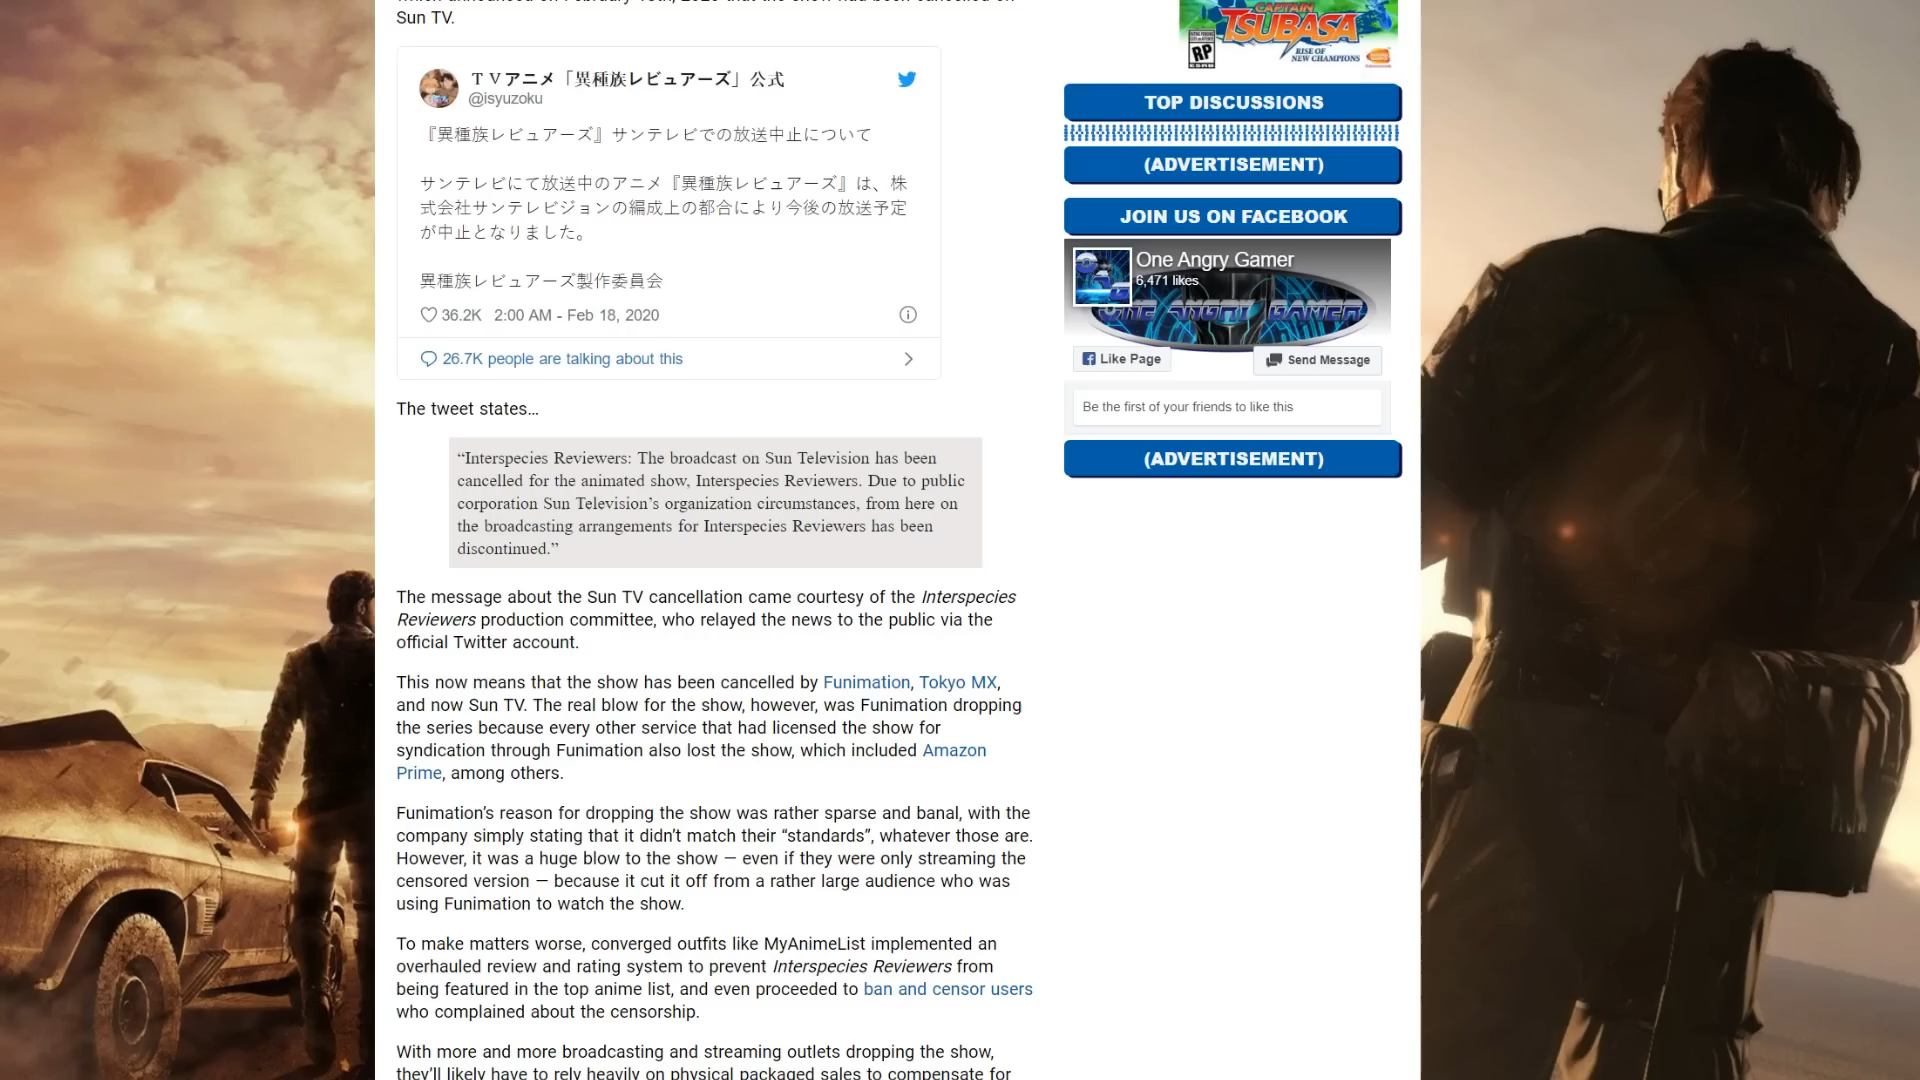 Sun TV.
TVアニメ「異種族レビュアーズ」公式
@isyuzoku
『異種族レビュアーズ』サンテレビでの放送中止について
サンテレビにて放送中のアニメ『異種族レビュアーズ』は、株
式会社サンテレビジョンの編成上の都合により今後の放送予定
が中止となりました。
異種族レビュアーズ製作委員会
36.2K 2:00 AM - Feb 18, 2020
26.7K people are talking about this
The tweet states…
“Interspecies Reviewers: The broadcast on Sun Television has been
cancelled for the animated show, Interspecies Reviewers. Due to public
corporation Sun Television’s organization circumstances, from here on
the broadcasting arrangements for Interspecies Reviewers has been
discontinued.”
The message about the Sun TV cancellation came courtesy of the Interspecies
Reviewers production committee, who relayed the news to the public via the
official Twitter account.
This now means that the show has been cancelled by Funimation, Tokyo MX,
and now Sun TV. The real blow for the show, however, was Funimation dropping
the series because every other service that had licensed the show for
syndication through Funimation also lost the show, which included Amazon
Prime, among others.
Funimation’s reason for dropping the show was rather sparse and banal, with the
company simply stating that it didn’t match their “standards”, whatever those are.
However, it was a huge blow to the show — even if they were only streaming the
censored version — because it cut it off from a rather large audience who was
using Funimation to watch the show.
To make matters worse, converged outfits like MyAnimeList implemented an
overhauled review and rating system to prevent Interspecies Reviewers from
being featured in the top anime list, and even proceeded to ban and censor users
who complained about the censorship.
With more and more broadcasting and streaming outlets dropping the show,
they’ll likely have to rely heavily on physical packaged sales to compensate for
CAPTAIN
TSUBASA
RISE OF
NEW CHAMPIONS
RP
TOP DISCUSSIONS
(ADVERTISEMENT)
JOIN US ON FACEBOOK
One Angry Gamer
6,471 likes
ONE ANGRY GAMER
Like Page
Send Message
Be the first of your friends to like this
(ADVERTISEMENT)